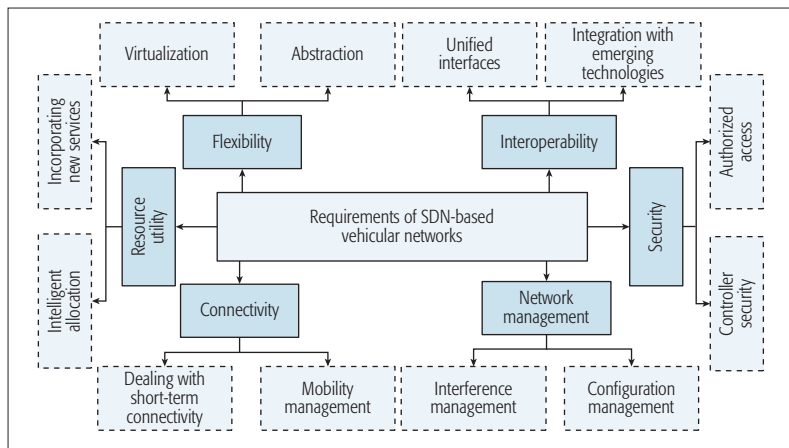 Virtualization
Abstraction
Unified
interfaces
Integration with
emerging
technologies
Incorporating
new services
Flexibility
Interoperability
Authorized
access
Resource
utility
Requirements of SDN-based
vehicular networks
Security
Intelligent
allocation
Connectivity
Network
management
Controller
security
Dealing with
short-term
connectivity
Mobility
management
Interference
management
Configuration
management